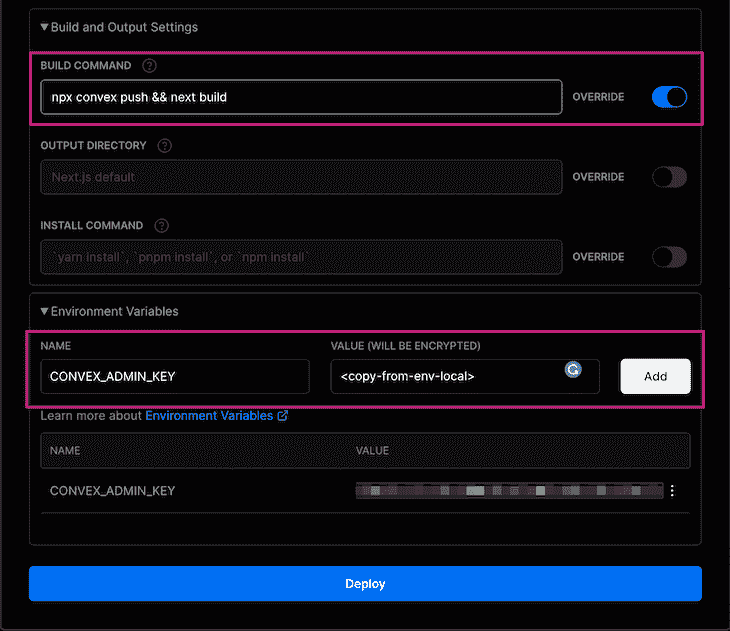 Build and Output Settings
BUILD COMMAND
npx convex push && next build
OVERRIDE
OUTPUT DIRECTORY
Next.js default
OVERRIDE
INSTALL COMMAND
`yarn install`, `pnpm install`, or `npm install`
OVERRIDE
Environment Variables
NAME VALUE (WILL BE ENCRYPTED)
CONVEX_ADMIN_KEY <copy-from-env-local> Add
Learn more about Environment Variables
NAME VALUE
CONVEX_ADMIN_KEY
Deploy